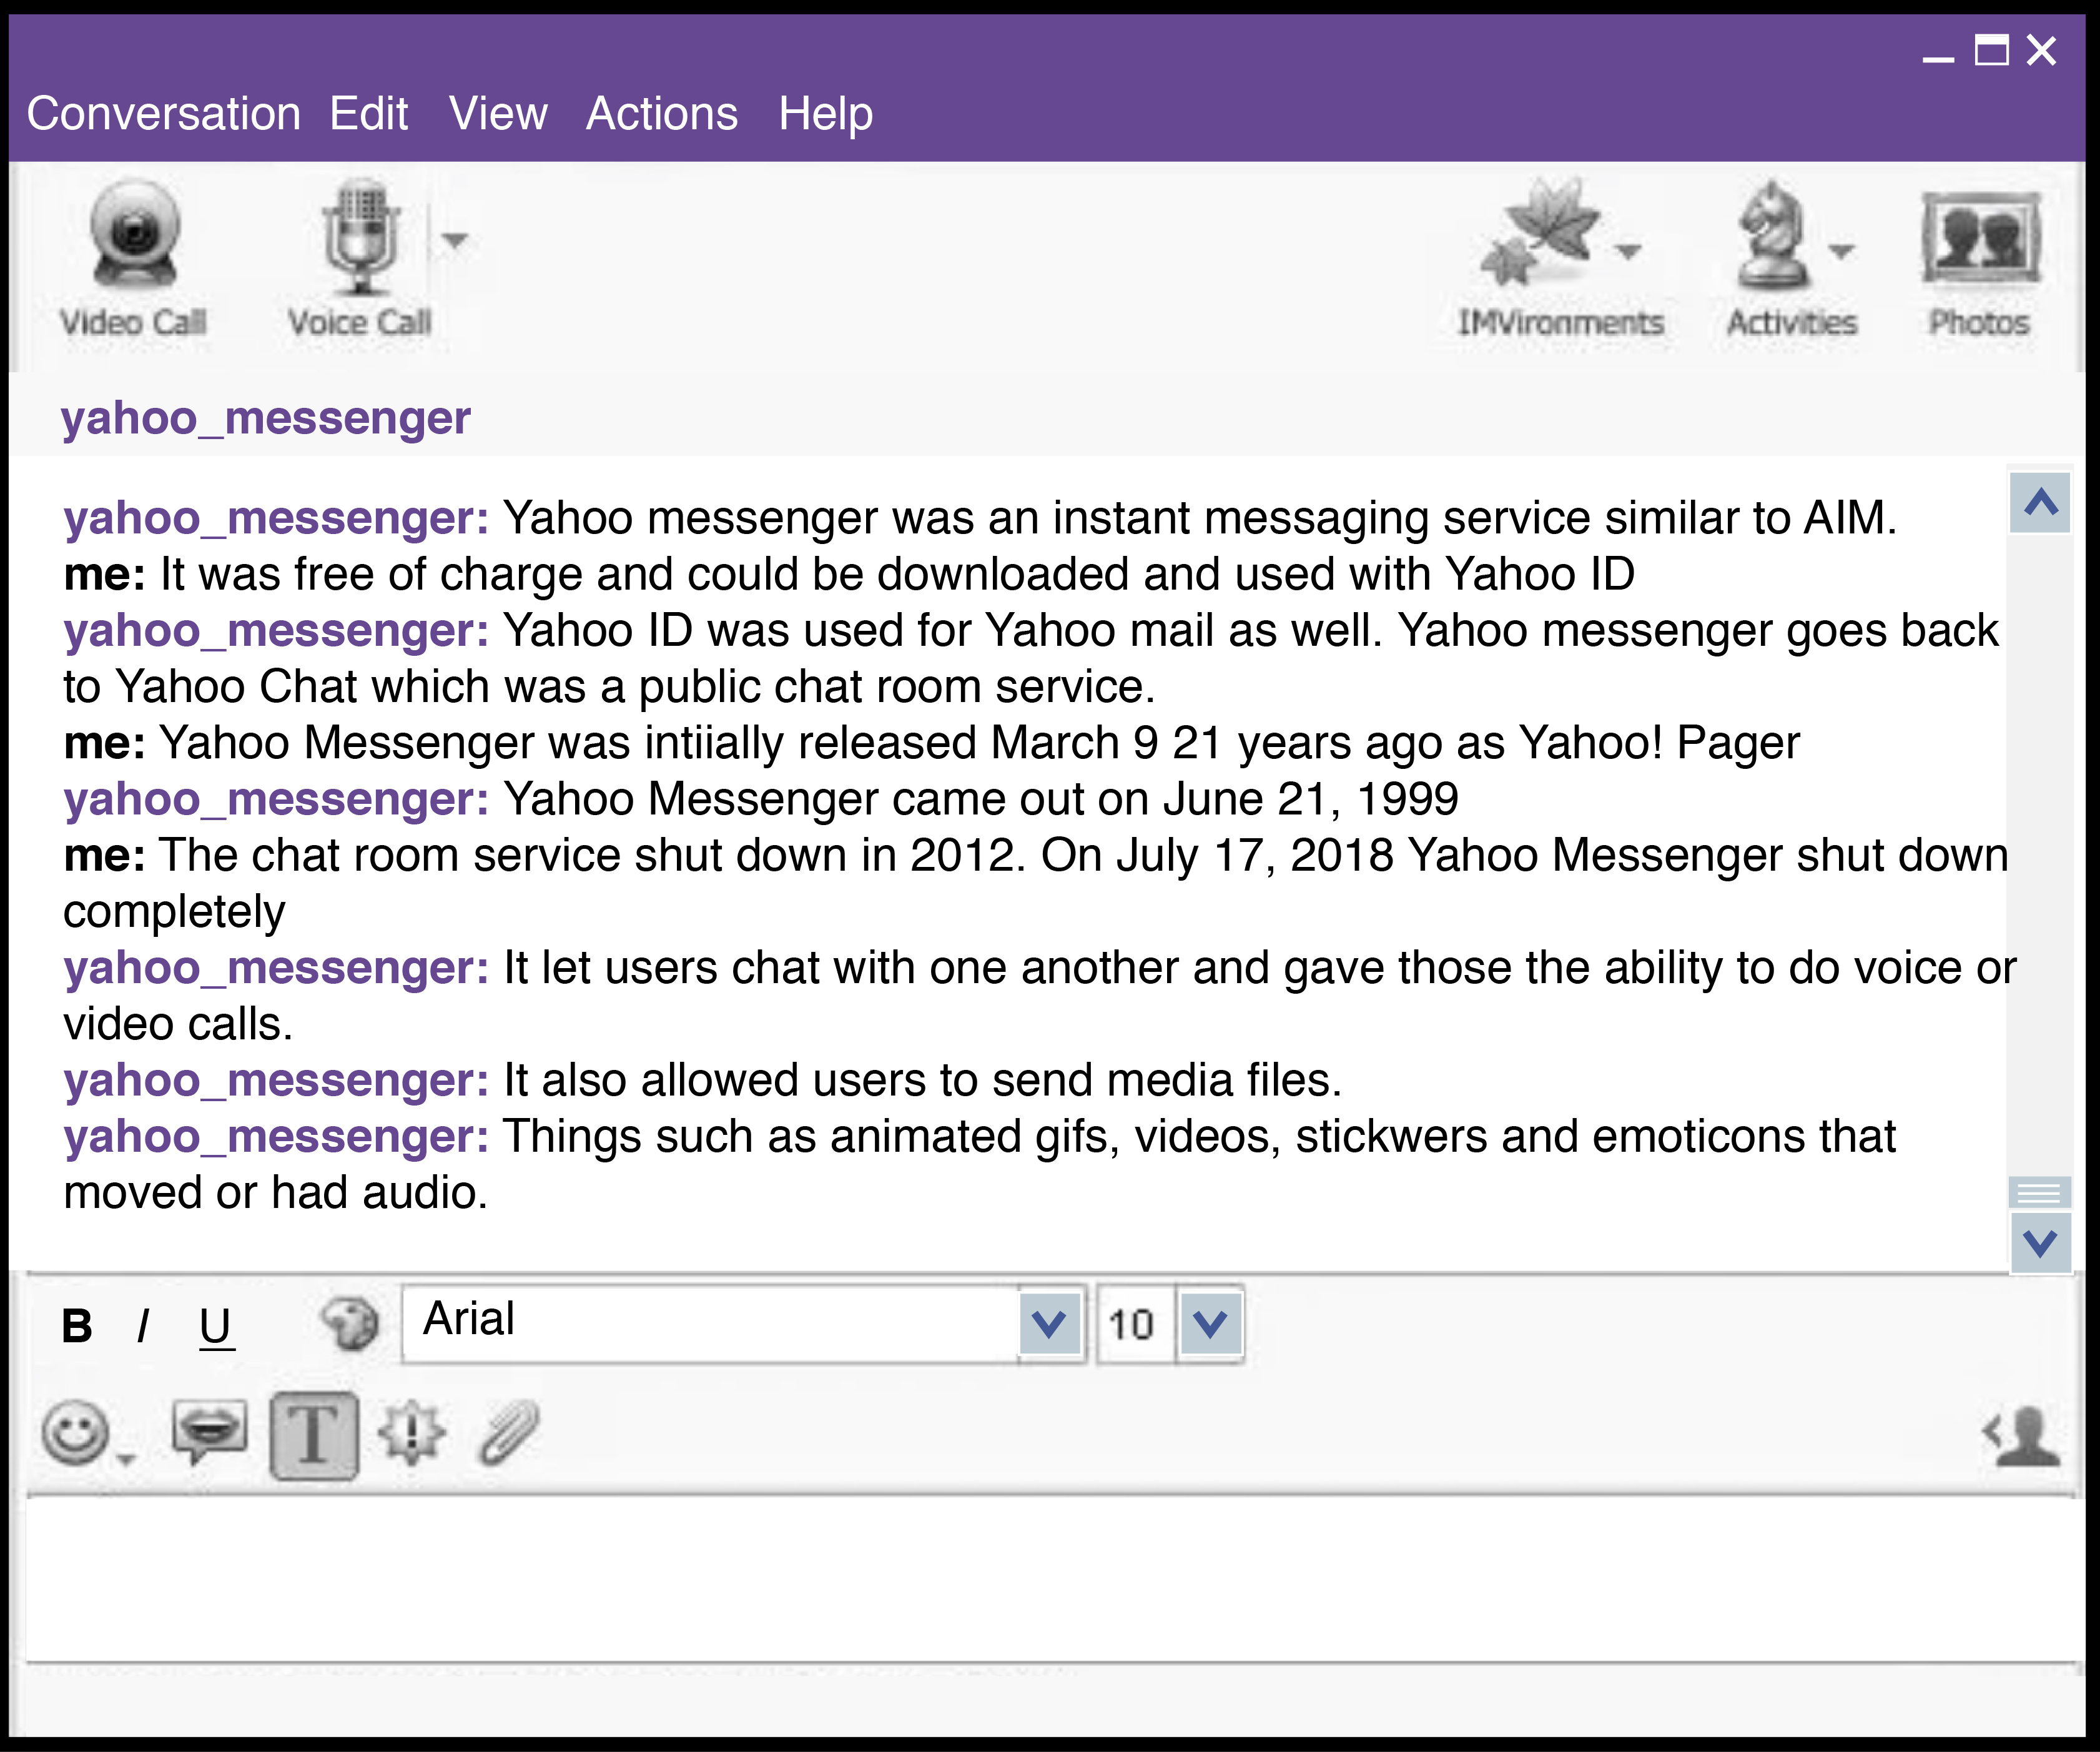 Conversation Edit View Actions Help
Video Call Voice Call IMVironments Activities Photos
yahoo_messenger
yahoo_messenger: Yahoo messenger was an instant messaging service similar to AIM.
me: It was free of charge and could be downloaded and used with Yahoo ID
yahoo_messenger: Yahoo ID was used for Yahoo mail as well. Yahoo messenger goes back
to Yahoo Chat which was a public chat room service.
me: Yahoo Messenger was intiially released March 9 21 years ago as Yahoo! Pager
yahoo_messenger: Yahoo Messenger came out on June 21, 1999
me: The chat room service shut down in 2012. On July 17, 2018 Yahoo Messenger shut down
completely
yahoo_messenger: It let users chat with one another and gave those the ability to do voice or
video calls.
yahoo_messenger: It also allowed users to send media files.
yahoo_messenger: Things such as animated gifs, videos, stickwers and emoticons that
moved or had audio.
B I U Arial 10
T